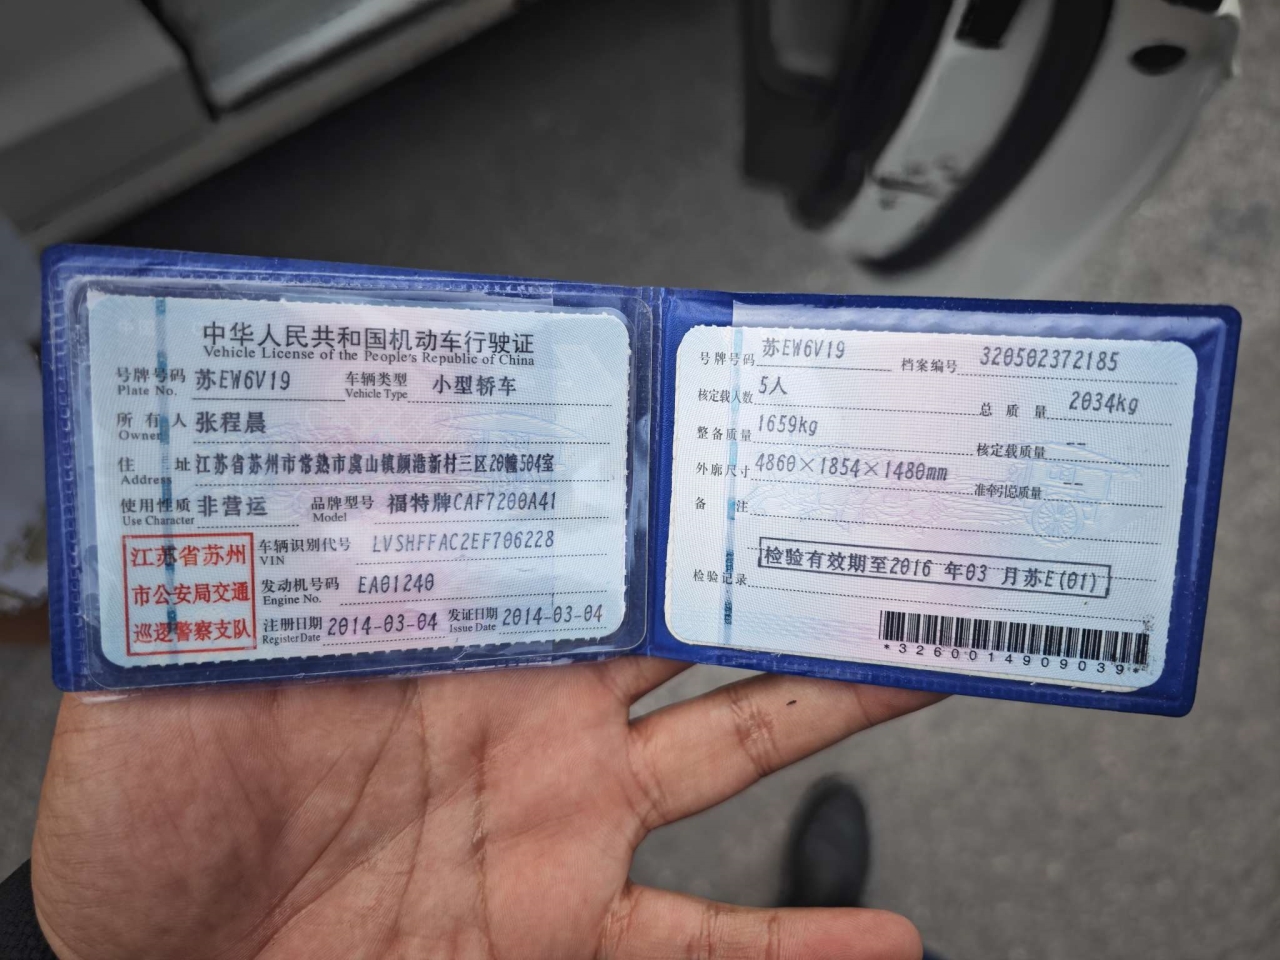 中华人民共和国机动车行驶证
Vehicle License of the People's Republic of China
号牌号码 苏EW6V19 车辆类型 小型轿车
Plate No. Vehicle Type
所有人 张程晨
Owner
住址 江苏省苏州市常熟市虞山镇颜港新村三区20幢504室
Address
使用性质 非营运 品牌型号 福特牌CAF7200A41
Use Character Model
江苏省苏州
市公安局交通
巡逻警察支队
车辆识别代号 LVSHFFAC2EF706228
VIN
发动机号码 EA01240
Engine No.
注册日期 2014-03-04 发证日期 2014-03-04
Register Date Issue Date
号牌号码 苏EW6V19 档案编号 320502372185
核定载人数 5人 总质量 2034kg
整备质量 1659kg 核定载质量 --
外廓尺寸 4860×1854×1480mm 准牵引总质量 --
备注
检验记录 检验有效期至2016年03月苏E(01)
*3260014909039*